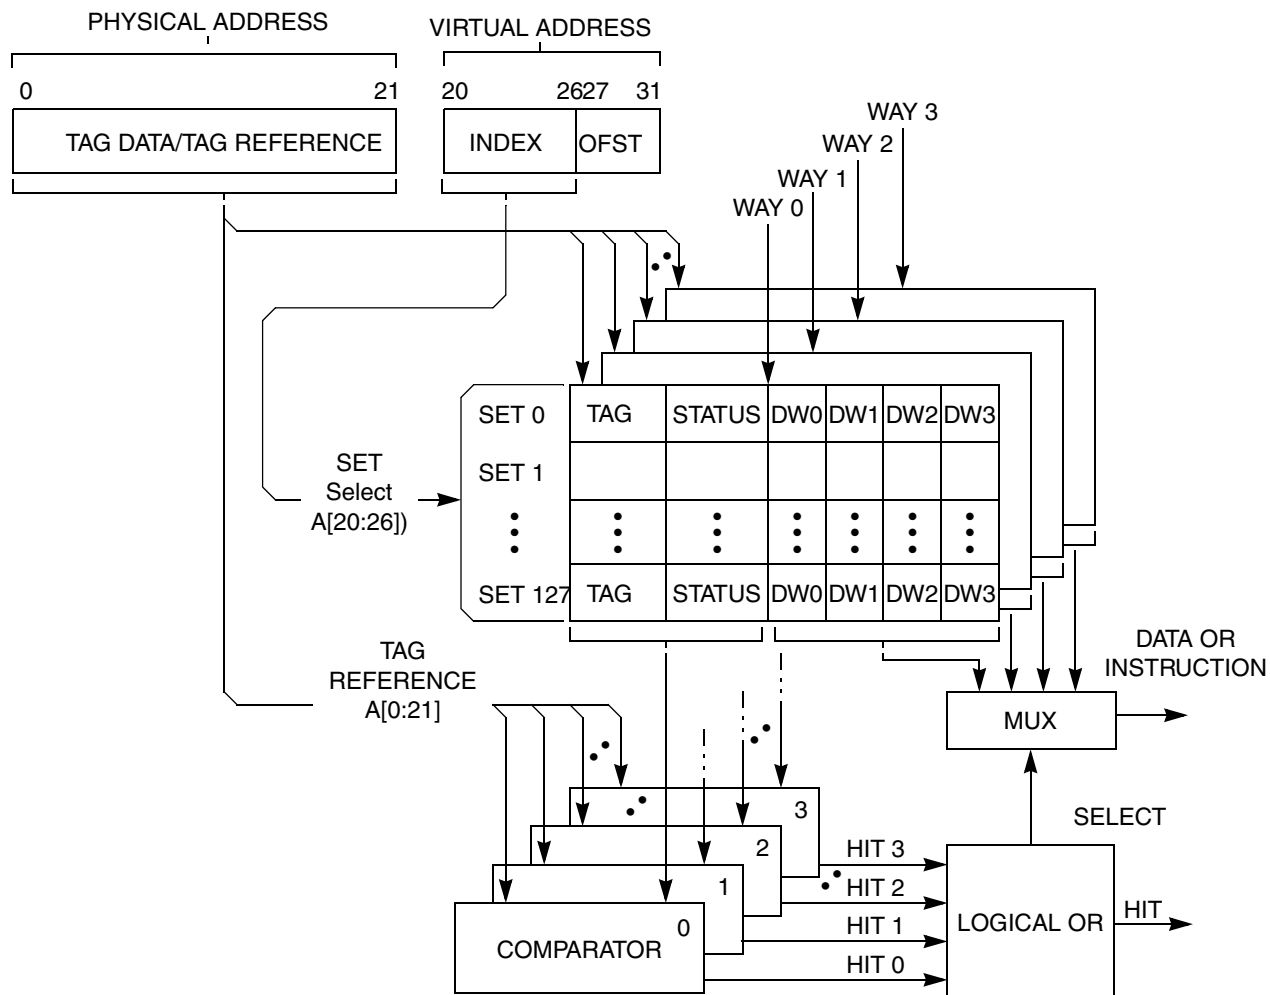 PHYSICAL ADDRESS
VIRTUAL ADDRESS
0 21
20 2627 31
TAG DATA/TAG REFERENCE
INDEX OFST
WAY 3
WAY 2
WAY 1
WAY 0
SET 0 TAG STATUS DW0 DW1 DW2 DW3
SET 1
SET
Select
A[20:26])
SET 127 TAG STATUS DW0 DW1 DW2 DW3
TAG
REFERENCE
A[0:21]
DATA OR
INSTRUCTION
MUX
SELECT
3
2
1
0
COMPARATOR
HIT 3
HIT 2
HIT 1
HIT 0
LOGICAL OR
HIT